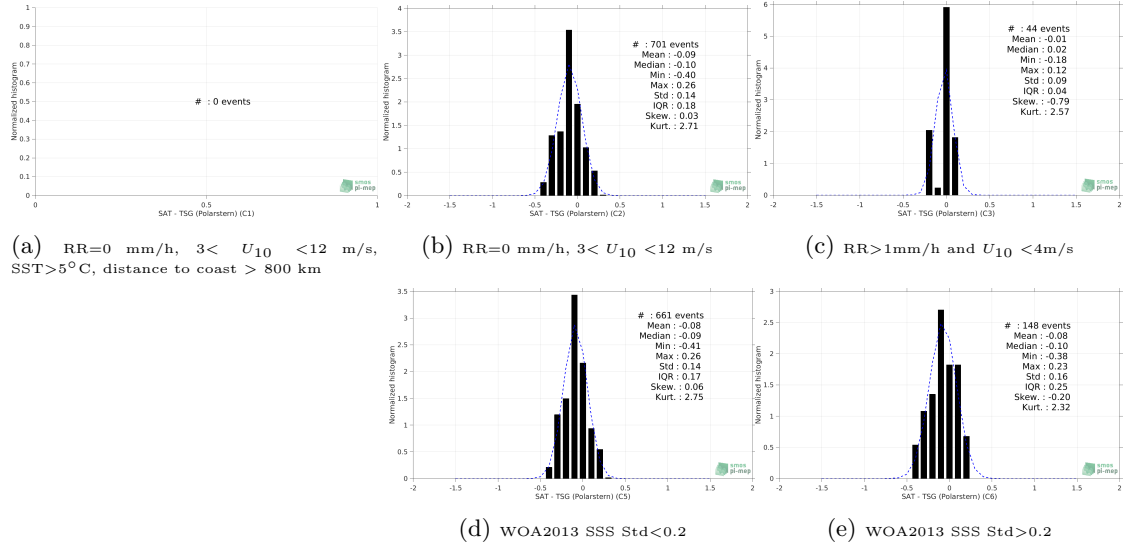 1
0.9
0.8
0.7
0.6
0.5
0.4
0.3
0.2
0.1
0
Normalized histogram
# : 0 events
smos
pi-mep
0 0.5 1
SAT - TSG (Polarstern) (C1)
(a) RR=0 mm/h, 3< U10 <12 m/s,
SST>5°C, distance to coast > 800 km
4
3.5
3
2.5
2
1.5
1
0.5
0
Normalized histogram
# : 701 events
Mean : -0.09
Median : -0.10
Min : -0.40
Max : 0.26
Std : 0.14
IQR : 0.18
Skew. : 0.03
Kurt. : 2.71
smos
pi-mep
-2 -1.5 -1 -0.5 0 0.5 1 1.5 2
SAT - TSG (Polarstern) (C2)
(b) RR=0 mm/h, 3< U10 <12 m/s
6
5
4
3
2
1
0
Normalized histogram
# : 44 events
Mean : -0.01
Median : 0.02
Min : -0.18
Max : 0.12
Std : 0.09
IQR : 0.04
Skew. : -0.79
Kurt. : 2.57
smos
pi-mep
-2 -1.5 -1 -0.5 0 0.5 1 1.5 2
SAT - TSG (Polarstern) (C3)
(c) RR>1mm/h and U10 <4m/s
3.5
3
2.5
2
1.5
1
0.5
0
Normalized histogram
# : 661 events
Mean : -0.08
Median : -0.09
Min : -0.41
Max : 0.26
Std : 0.14
IQR : 0.17
Skew. : 0.06
Kurt. : 2.75
smos
pi-mep
-2 -1.5 -1 -0.5 0 0.5 1 1.5 2
SAT - TSG (Polarstern) (C5)
(d) WOA2013 SSS Std<0.2
3
2.5
2
1.5
1
0.5
0
Normalized histogram
# : 148 events
Mean : -0.08
Median : -0.10
Min : -0.38
Max : 0.23
Std : 0.16
IQR : 0.25
Skew. : -0.20
Kurt. : 2.32
smos
pi-mep
-2 -1.5 -1 -0.5 0 0.5 1 1.5 2
SAT - TSG (Polarstern) (C6)
(e) WOA2013 SSS Std>0.2